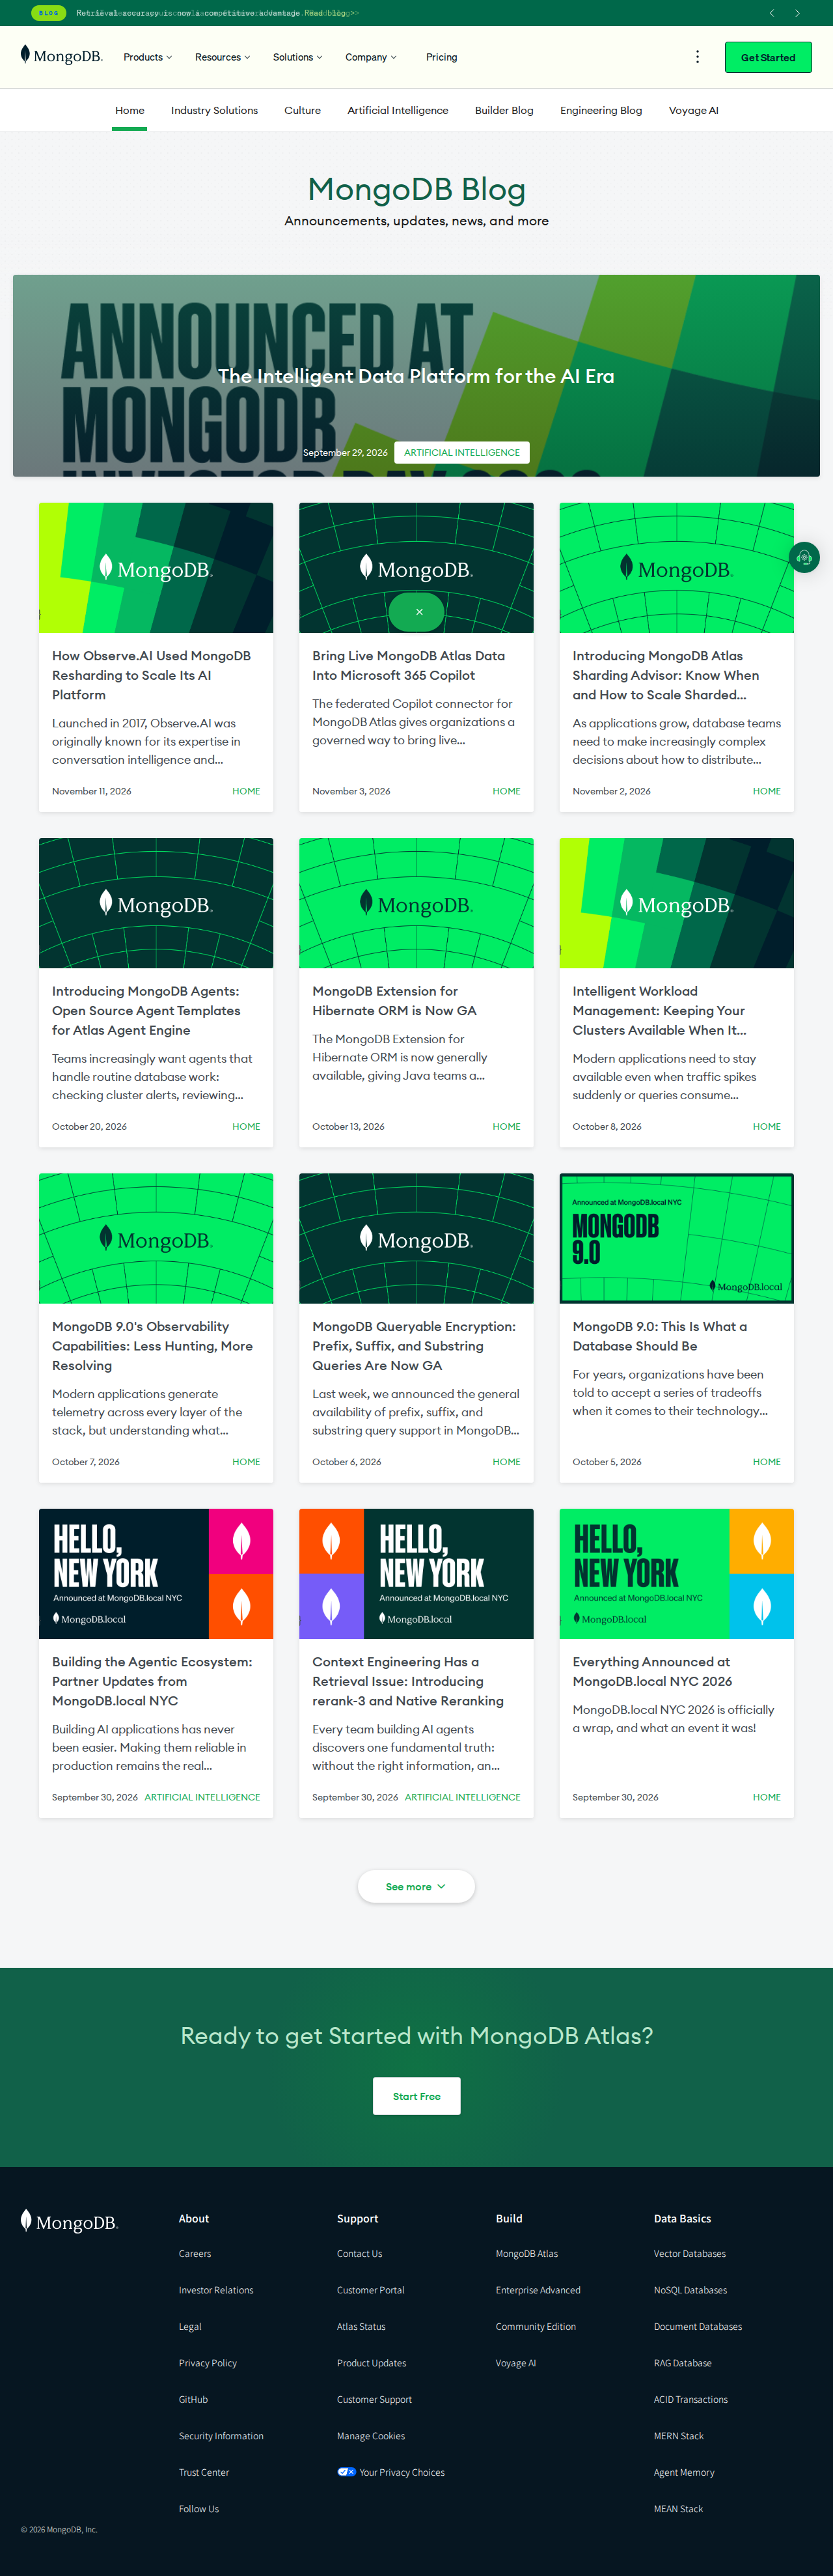 BLOG
Retrieval accuracy is now a competitive advantage. Read blog >
MongoDB.
Products
Resources
Solutions
Company
Pricing
Get Started
Home
Industry Solutions
Culture
Artificial Intelligence
Builder Blog
Engineering Blog
Voyage AI
MongoDB Blog
Announcements, updates, news, and more
ANNOUNCED AT
MONGODB
The Intelligent Data Platform for the AI Era
September 29, 2026
ARTIFICIAL INTELLIGENCE
MongoDB.
How Observe.AI Used MongoDB
Resharding to Scale Its AI
Platform
Launched in 2017, Observe.AI was
originally known for its expertise in
conversation intelligence and...
November 11, 2026
HOME
MongoDB.
Bring Live MongoDB Atlas Data
Into Microsoft 365 Copilot
The federated Copilot connector for
MongoDB Atlas gives organizations a
governed way to bring live...
November 3, 2026
HOME
MongoDB.
Introducing MongoDB Atlas
Sharding Advisor: Know When
and How to Scale Sharded...
As applications grow, database teams
need to make increasingly complex
decisions about how to distribute...
November 2, 2026
HOME
MongoDB.
Introducing MongoDB Agents:
Open Source Agent Templates
for Atlas Agent Engine
Teams increasingly want agents that
handle routine database work:
checking cluster alerts, reviewing...
October 20, 2026
HOME
MongoDB.
MongoDB Extension for
Hibernate ORM is Now GA
The MongoDB Extension for
Hibernate ORM is now generally
available, giving Java teams a...
October 13, 2026
HOME
MongoDB.
Intelligent Workload
Management: Keeping Your
Clusters Available When It...
Modern applications need to stay
available even when traffic spikes
suddenly or queries consume...
October 8, 2026
HOME
MongoDB.
MongoDB 9.0's Observability
Capabilities: Less Hunting, More
Resolving
Modern applications generate
telemetry across every layer of the
stack, but understanding what...
October 7, 2026
HOME
MongoDB.
MongoDB Queryable Encryption:
Prefix, Suffix, and Substring
Queries Are Now GA
Last week, we announced the general
availability of prefix, suffix, and
substring query support in MongoDB...
October 6, 2026
HOME
Announced at MongoDB.local NYC
MONGODB
9.0
MongoDB.local
MongoDB 9.0: This Is What a
Database Should Be
For years, organizations have been
told to accept a series of tradeoffs
when it comes to their technology...
October 5, 2026
HOME
HELLO,
NEW YORK
Announced at MongoDB.local NYC
MongoDB.local
Building the Agentic Ecosystem:
Partner Updates from
MongoDB.local NYC
Building AI applications has never
been easier. Making them reliable in
production remains the real...
September 30, 2026
ARTIFICIAL INTELLIGENCE
HELLO,
NEW YORK
Announced at MongoDB.local NYC
MongoDB.local
Context Engineering Has a
Retrieval Issue: Introducing
rerank-3 and Native Reranking
Every team building AI agents
discovers one fundamental truth:
without the right information, an...
September 30, 2026
ARTIFICIAL INTELLIGENCE
HELLO,
NEW YORK
Announced at MongoDB.local NYC
MongoDB.local
Everything Announced at
MongoDB.local NYC 2026
MongoDB.local NYC 2026 is officially
a wrap, and what an event it was!
September 30, 2026
HOME
See more
Ready to get Started with MongoDB Atlas?
Start Free
MongoDB.
About
Careers
Investor Relations
Legal
Privacy Policy
GitHub
Security Information
Trust Center
Follow Us
Support
Contact Us
Customer Portal
Atlas Status
Product Updates
Customer Support
Manage Cookies
Your Privacy Choices
Build
MongoDB Atlas
Enterprise Advanced
Community Edition
Voyage AI
Data Basics
Vector Databases
NoSQL Databases
Document Databases
RAG Database
ACID Transactions
MERN Stack
Agent Memory
MEAN Stack
© 2026 MongoDB, Inc.